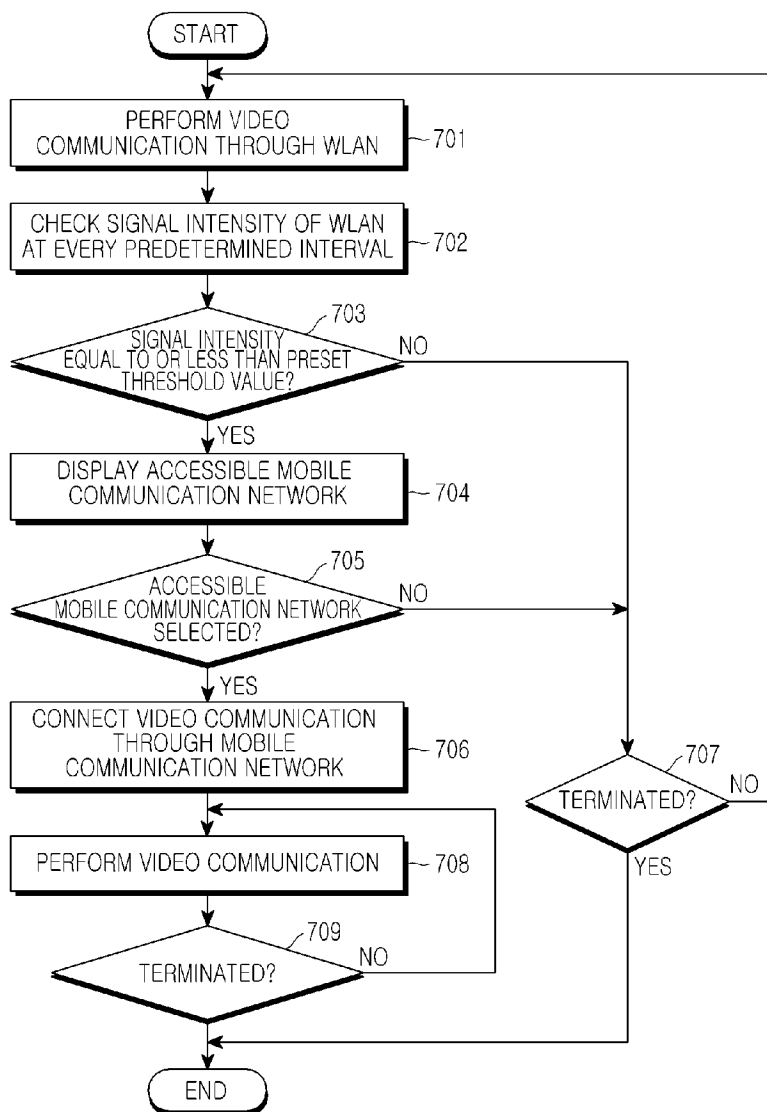 START
PERFORM VIDEO
COMMUNICATION THROUGH WLAN
701
CHECK SIGNAL INTENSITY OF WLAN
AT EVERY PREDETERMINED INTERVAL
702
703
SIGNAL INTENSITY
EQUAL TO OR LESS THAN PRESET
THRESHOLD VALUE?
NO
YES
DISPLAY ACCESSIBLE MOBILE
COMMUNICATION NETWORK
704
705
ACCESSIBLE
MOBILE COMMUNICATION NETWORK
SELECTED?
NO
YES
CONNECT VIDEO COMMUNICATION
THROUGH MOBILE
COMMUNICATION NETWORK
706
707
TERMINATED?
NO
YES
PERFORM VIDEO COMMUNICATION
708
709
TERMINATED?
NO
END